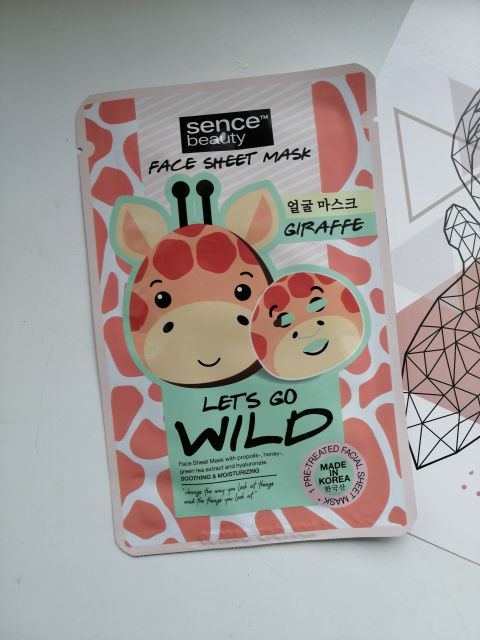 sence™
beauty
FACE SHEET MASK
얼굴 마스크
GIRAFFE
LET'S GO
WILD
Face Sheet Mask with propolis-, honey-,
green tea extract and hyaluronate
SOOTHING & MOISTURIZING
"change the way you look at things
and the things you look at"
* 1 PRE-TREATED FACIAL SHEET MASK *
MADE
IN
KOREA
한국산